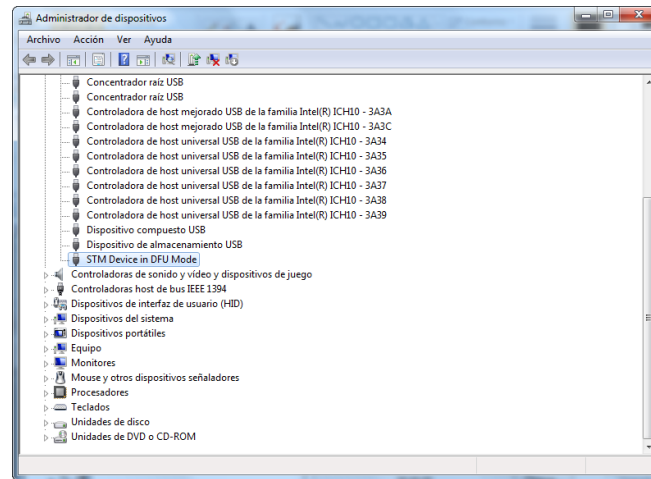 Administrador de dispositivos
Archivo Acción Ver Ayuda
Concentrador raíz USB
Concentrador raíz USB
Controladora de host mejorado USB de la familia Intel(R) ICH10 - 3A3A
Controladora de host mejorado USB de la familia Intel(R) ICH10 - 3A3C
Controladora de host universal USB de la familia Intel(R) ICH10 - 3A34
Controladora de host universal USB de la familia Intel(R) ICH10 - 3A35
Controladora de host universal USB de la familia Intel(R) ICH10 - 3A36
Controladora de host universal USB de la familia Intel(R) ICH10 - 3A37
Controladora de host universal USB de la familia Intel(R) ICH10 - 3A38
Controladora de host universal USB de la familia Intel(R) ICH10 - 3A39
Dispositivo compuesto USB
Dispositivo de almacenamiento USB
STM Device in DFU Mode
Controladoras de sonido y vídeo y dispositivos de juego
Controladoras host de bus IEEE 1394
Dispositivos de interfaz de usuario (HID)
Dispositivos del sistema
Dispositivos portátiles
Equipo
Monitores
Mouse y otros dispositivos señaladores
Procesadores
Teclados
Unidades de disco
Unidades de DVD o CD-ROM